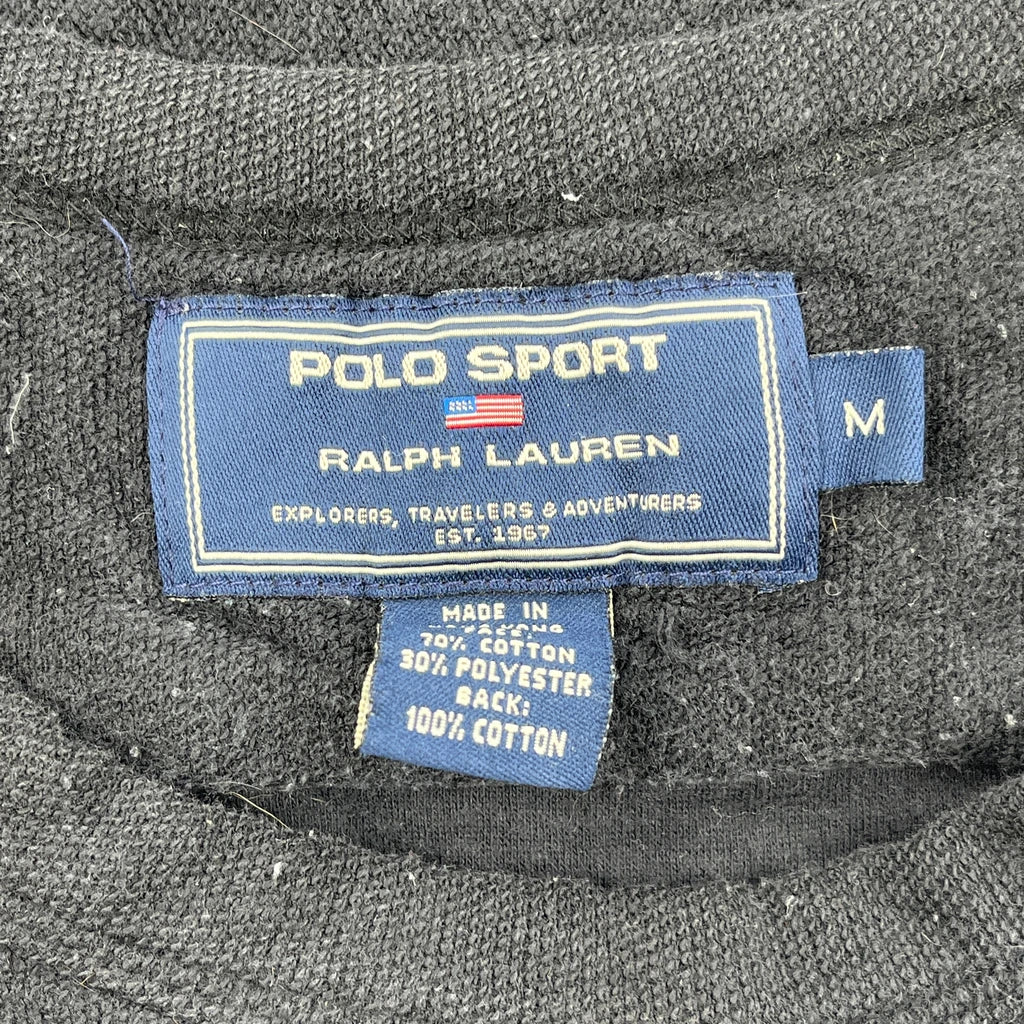 POLO SPORT
RALPH LAUREN
EXPLORERS, TRAVELERS & ADVENTURERS
EST. 1967
M
MADE IN
70% COTTON
30% POLYESTER
BACK:
100% COTTON